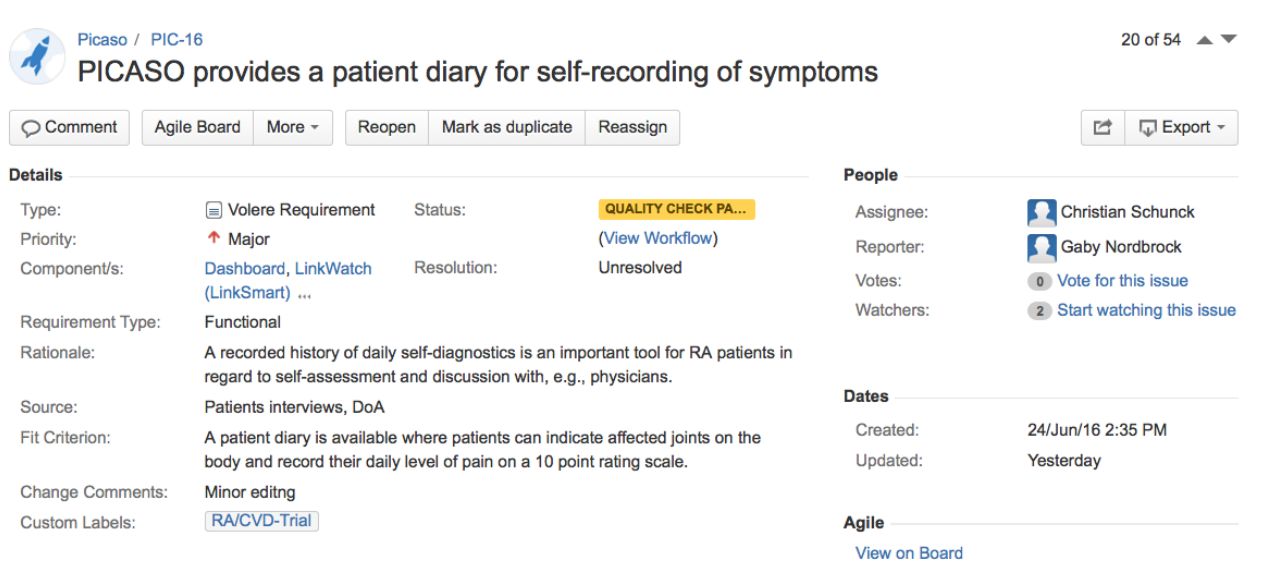 Picaso / PIC-16
20 of 54
PICASO provides a patient diary for self-recording of symptoms
Comment Agile Board More Reopen Mark as duplicate Reassign Export
Details
Type: Volere Requirement Status: QUALITY CHECK PA...
Priority: Major (View Workflow)
Component/s: Dashboard, LinkWatch Resolution: Unresolved
(LinkSmart) ...
Requirement Type: Functional
Rationale: A recorded history of daily self-diagnostics is an important tool for RA patients in
regard to self-assessment and discussion with, e.g., physicians.
Source: Patients interviews, DoA
Fit Criterion: A patient diary is available where patients can indicate affected joints on the
body and record their daily level of pain on a 10 point rating scale.
Change Comments: Minor editng
Custom Labels: RA/CVD-Trial
People
Assignee: Christian Schunck
Reporter: Gaby Nordbrock
Votes: 0 Vote for this issue
Watchers: 2 Start watching this issue
Dates
Created: 24/Jun/16 2:35 PM
Updated: Yesterday
Agile
View on Board